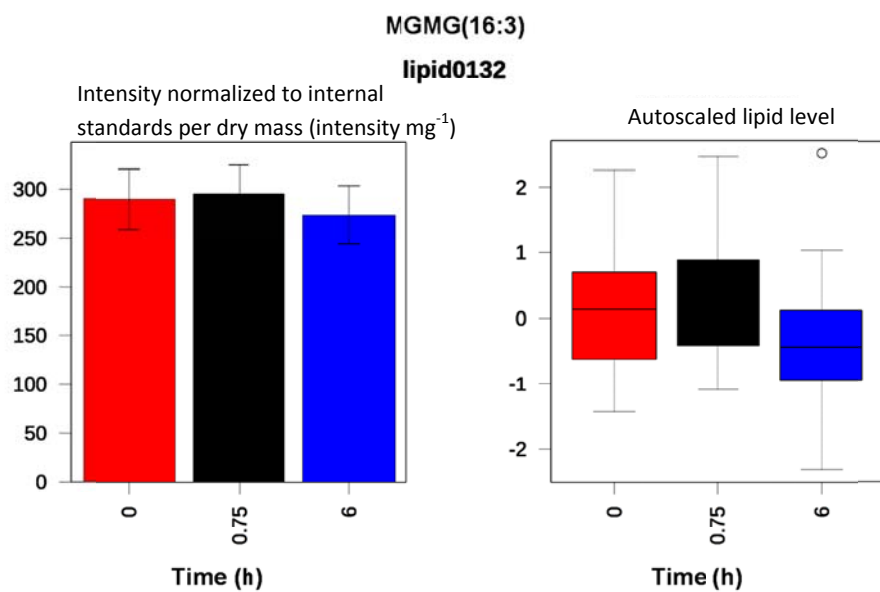 MGMG(16:3)
lipid0132
Intensity normalized to internal
standards per dry mass (intensity mg⁻¹)
300
250
200
150
100
50
0
0
0.75
6
Time (h)
Autoscaled lipid level
2
1
0
-1
-2
0
0.75
6
Time (h)